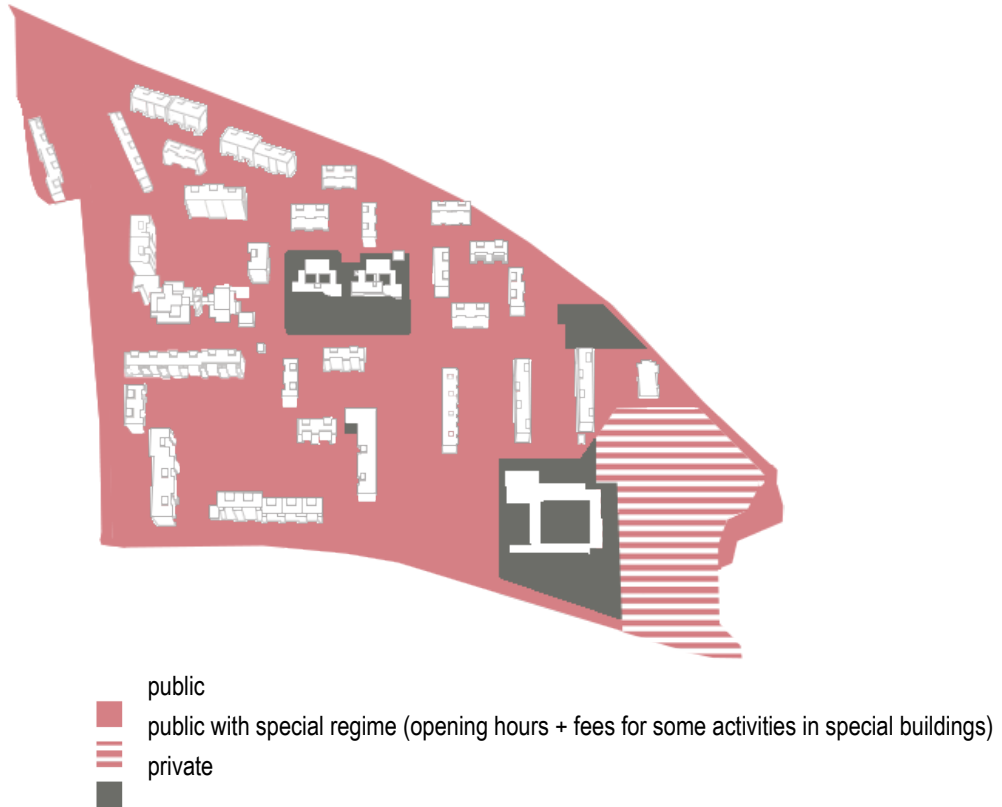 public
public with special regime (opening hours + fees for some activities in special buildings)
private